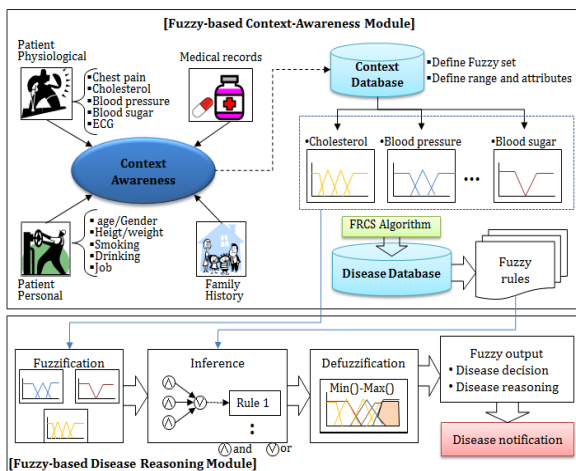 [Fuzzy-based Context-Awareness Module]
Patient
Physiological
▪Chest pain
▪Cholesterol
▪Blood pressure
▪Blood sugar
▪ECG
Medical records
Context
Database
▪Define Fuzzy set
▪Define range and attributes
Context
Awareness
•Cholesterol
•Blood pressure
•Blood sugar
•••
Patient
Personal
▪age/Gender
▪Heigt/weight
▪Smoking
▪Drinking
▪Job
Family
History
FRCS Algorithm
Disease Database
Fuzzy
rules
Fuzzification
Inference
Rule 1
:
Ⓐand Ⓥor
Defuzzification
Min()-Max()
Fuzzy output
• Disease decision
• Disease reasoning
Disease notification
[Fuzzy-based Disease Reasoning Module]